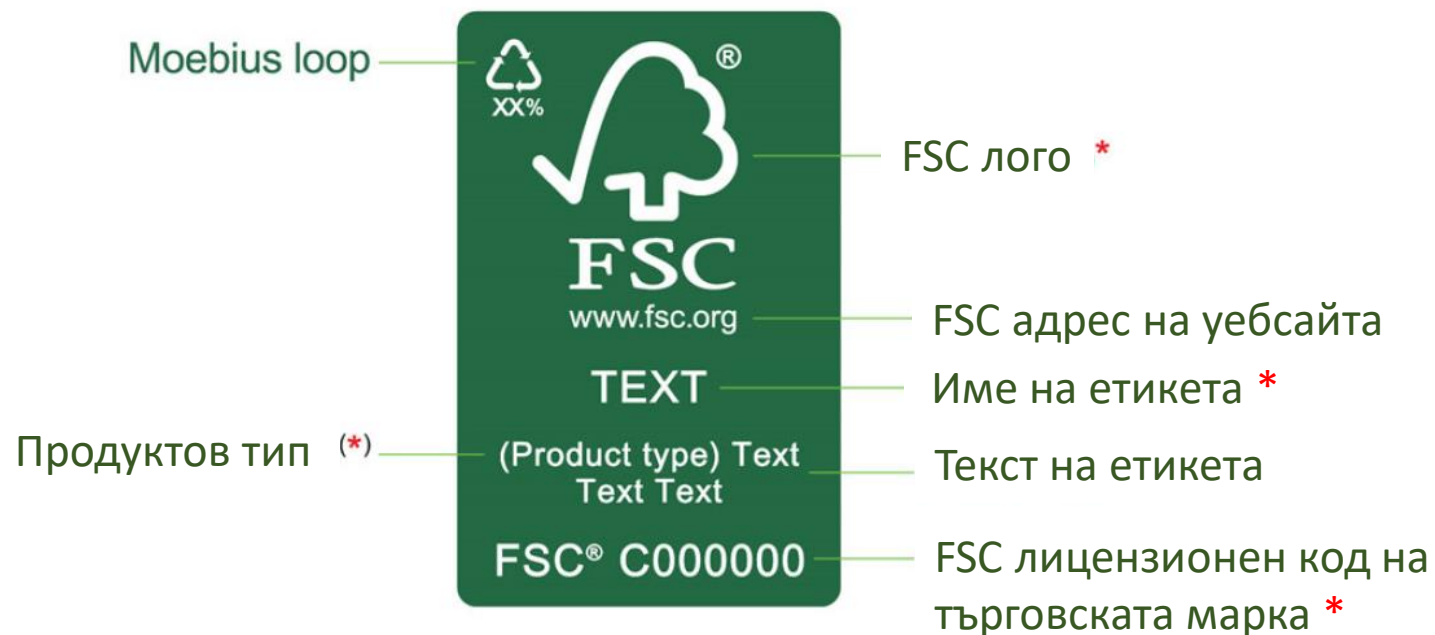 Moebius loop
®
XX%
FSC лого *
FSC
www.fsc.org
FSC адрес на уебсайта
TEXT
Име на етикета *
Продуктов тип (*)
(Product type) Text
Text Text
Текст на етикета
FSC® C000000
FSC лицензионен код на
търговската марка *